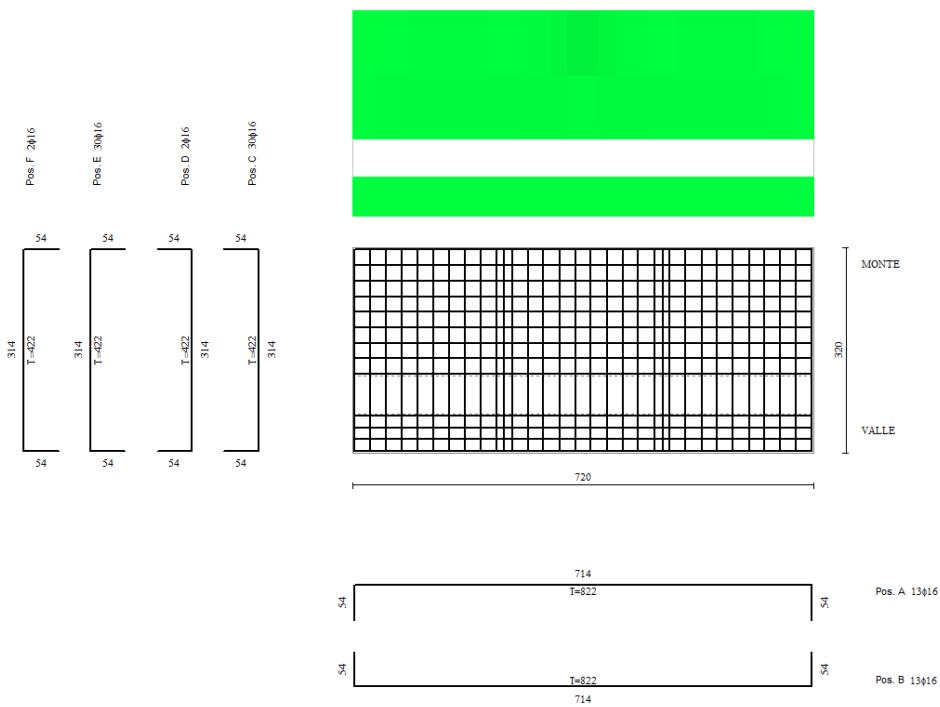 Pos. F 2ϕ16
Pos. E 30ϕ16
Pos. D 2ϕ16
Pos. C 30ϕ16
54
54
54
54
314
T=422
314
T=422
T=422
314
T=422
314
54
54
54
54
MONTE
320
VALLE
720
714
T=822
54
54
Pos. A 13ϕ16
54
54
T=822
714
Pos. B 13ϕ16